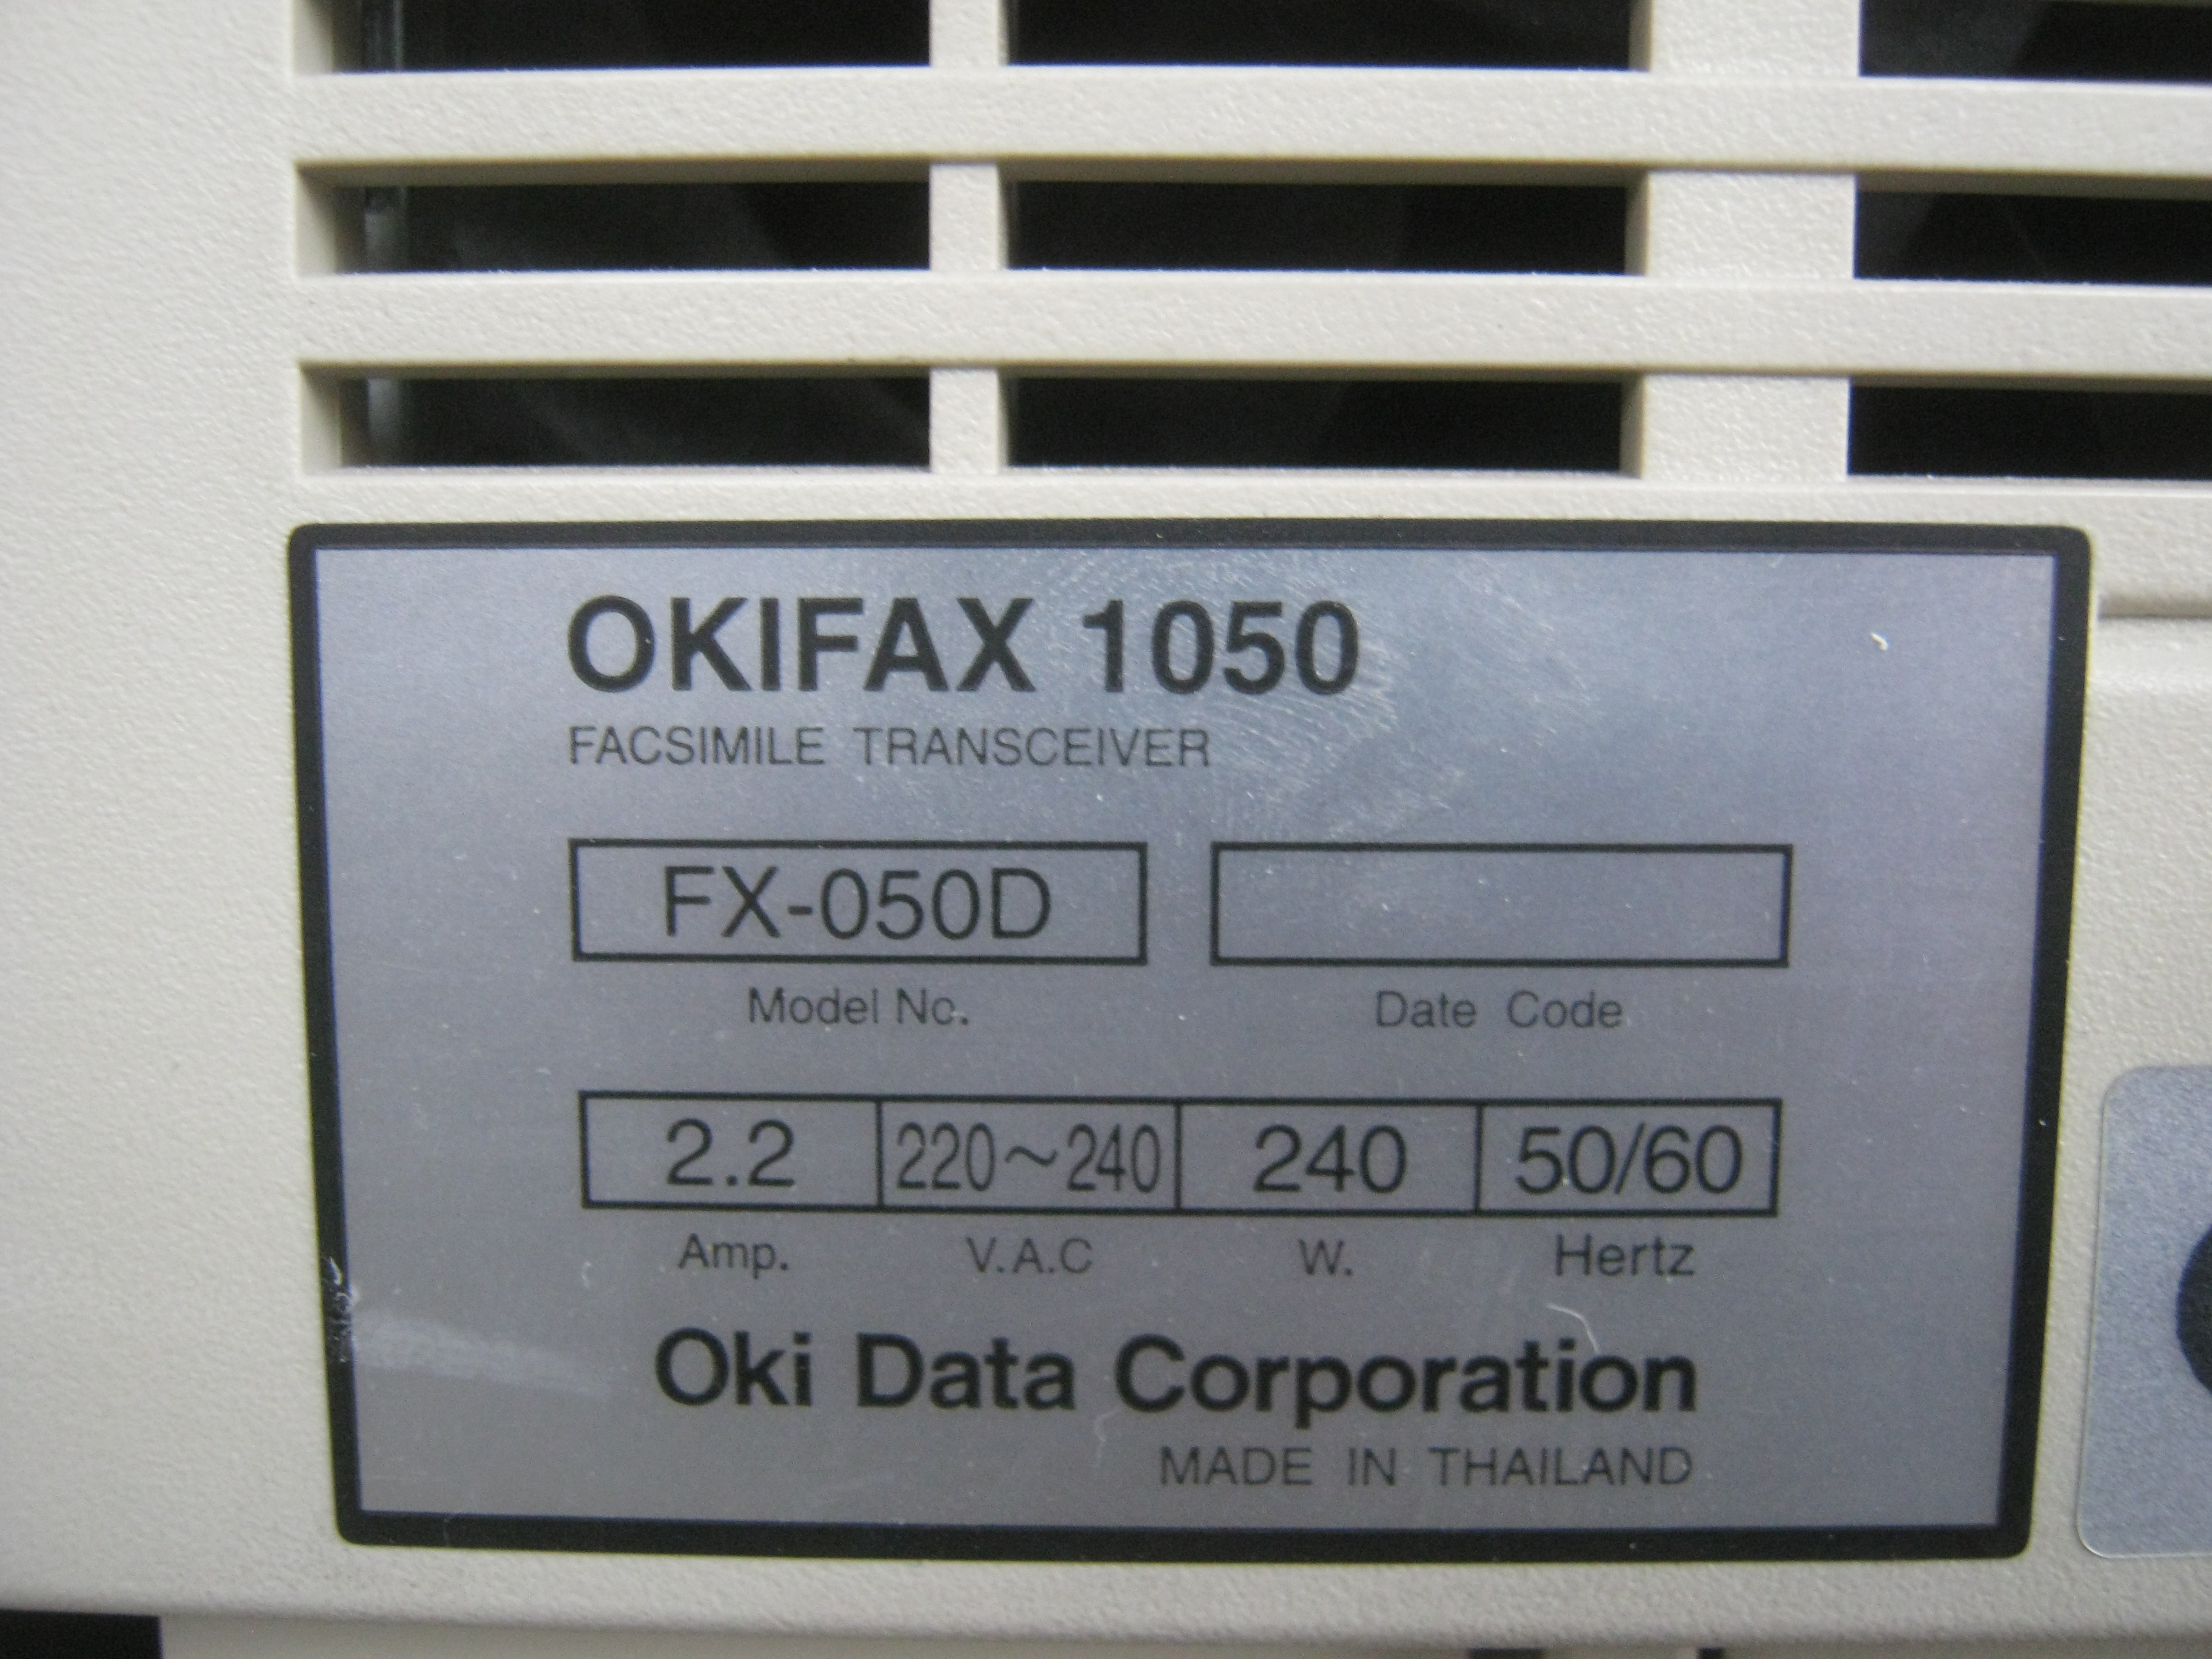 OKIFAX 1050
FACSIMILE TRANSCEIVER
FX-050D
Model No. Date Code
2.2 220~240 240 50/60
Amp. V.A.C W. Hertz
Oki Data Corporation
MADE IN THAILAND